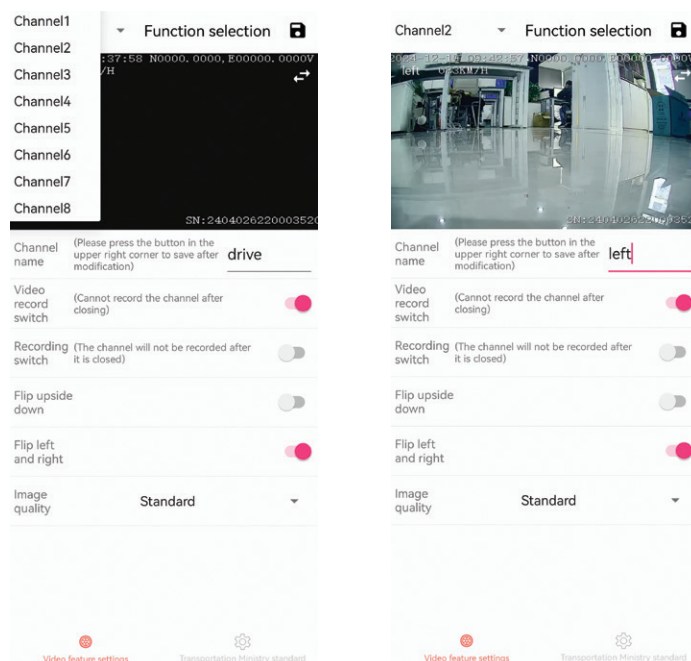 Channel1
Channel2
Channel3
Channel4
Channel5
Channel6
Channel7
Channel8
Function selection
:37:58 N0000.0000,E00000.0000V
/H
SN:2404026220003520
Channel name
(Please press the button in the upper right corner to save after modification)
drive
Video record switch
(Cannot record the channel after closing)
Recording switch
(The channel will not be recorded after it is closed)
Flip upside down
Flip left and right
Image quality
Standard
Video feature settings
Transportation Ministry standard
Channel2
Function selection
left
Channel name
(Please press the button in the upper right corner to save after modification)
left
Video record switch
(Cannot record the channel after closing)
Recording switch
(The channel will not be recorded after it is closed)
Flip upside down
Flip left and right
Image quality
Standard
Video feature settings
Transportation Ministry standard